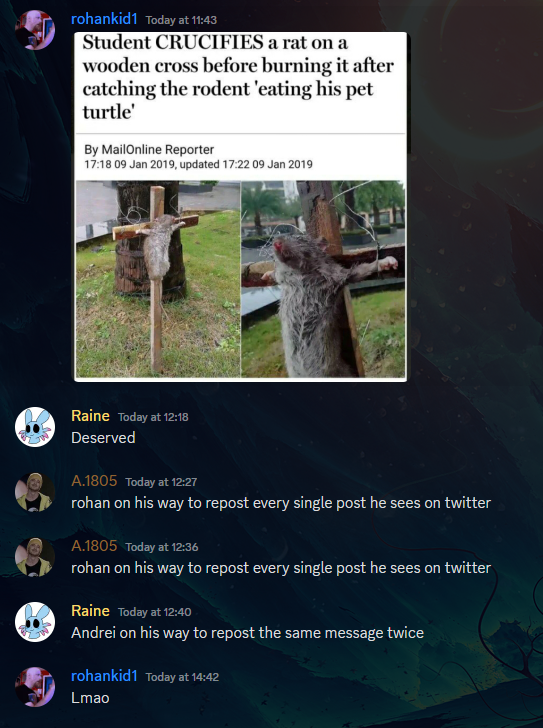 rohankid1 Today at 11:43
Student CRUCIFIES a rat on a
wooden cross before burning it after
catching the rodent 'eating his pet
turtle'
By MailOnline Reporter
17:18 09 Jan 2019, updated 17:22 09 Jan 2019
Raine Today at 12:18
Deserved
A.1805 Today at 12:27
rohan on his way to repost every single post he sees on twitter
A.1805 Today at 12:36
rohan on his way to repost every single post he sees on twitter
Raine Today at 12:40
Andrei on his way to repost the same message twice
rohankid1 Today at 14:42
Lmao